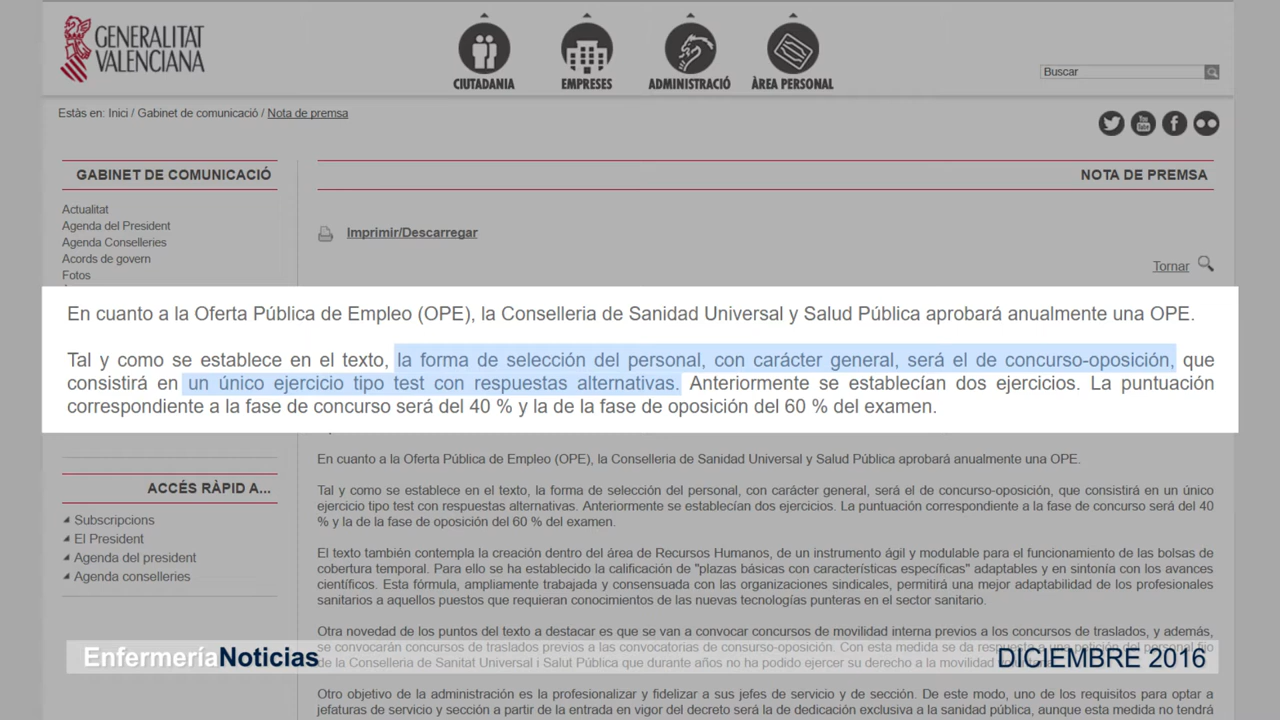 GENERALITAT
VALENCIANA
CIUTADANIA
EMPRESES
ADMINISTRACIÓ
ÀREA PERSONAL
Buscar
Estàs en: Inici / Gabinet de comunicació / Nota de premsa
You Tube
GABINET DE COMUNICACIÓ
NOTA DE PREMSA
Actualitat
Agenda del President
Agenda Conselleries
Acords de govern
Fotos
Imprimir/Descarregar
Tornar
En cuanto a la Oferta Pública de Empleo (OPE), la Conselleria de Sanidad Universal y Salud Pública aprobará anualmente una OPE.
Tal y como se establece en el texto, la forma de selección del personal, con carácter general, será el de concurso-oposición, que
consistirá en un único ejercicio tipo test con respuestas alternativas. Anteriormente se establecían dos ejercicios. La puntuación
correspondiente a la fase de concurso será del 40 % y la de la fase de oposición del 60 % del examen.
ACCÉS RÀPID A...
Subscripcions
El President
Agenda del president
Agenda conselleries
En cuanto a la Oferta Pública de Empleo (OPE), la Conselleria de Sanidad Universal y Salud Pública aprobará anualmente una OPE.
Tal y como se establece en el texto, la forma de selección del personal, con carácter general, será el de concurso-oposición, que consistirá en un único
ejercicio tipo test con respuestas alternativas. Anteriormente se establecían dos ejercicios. La puntuación correspondiente a la fase de concurso será del 40
% y la de la fase de oposición del 60 % del examen.
El texto también contempla la creación dentro del área de Recursos Humanos, de un instrumento ágil y modulable para el funcionamiento de las bolsas de
cobertura temporal. Para ello se ha establecido la calificación de "plazas básicas con características específicas" adaptables y en sintonía con los avances
científicos. Esta fórmula, ampliamente trabajada y consensuada con las organizaciones sindicales, permitirá una mejor adaptabilidad de los profesionales
sanitarios a aquellos puestos que requieran conocimientos de las nuevas tecnologías punteras en el sector sanitario.
Otra novedad de los puntos del texto a destacar es que se van a convocar concursos de movilidad interna previos a los concursos de traslados, y además,
se convocarán concursos de traslados previos a las convocatorias de concurso-oposición. Con esta medida se da respuesta a una petición del personal fijo
de la Conselleria de Sanitat Universal i Salut Pública que durante años no ha podido ejercer su derecho a la movilidad
EnfermeríaNoticias
DICIEMBRE 2016
Otro objetivo de la administración es la profesionalizar y fidelizar a sus jefes de servicio y de sección. De este modo, uno de los requisitos para optar a
jefaturas de servicio y sección a partir de la entrada en vigor del decreto será la de dedicación exclusiva a la sanidad pública, aunque esta medida no tendrá